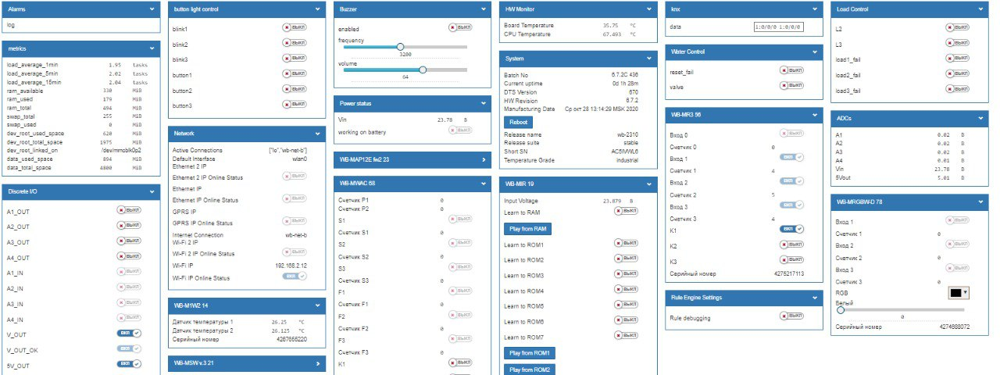 Alarms
log
metrics
load_average_1min 1.95 tasks
load_average_5min 2.02 tasks
load_average_15min 2.04 tasks
ram_available 330 MiB
ram_used 179 MiB
ram_total 494 MiB
swap_total 255 MiB
swap_used 0 MiB
dev_root_used_space 620 MiB
dev_root_total_space 1975 MiB
dev_root_linked_on /dev/mmcblk0p2
data_used_space 894 MiB
data_total_space 4800 MiB
Discrete I/O
A1_OUT ВЫКЛ
A2_OUT ВЫКЛ
A3_OUT ВЫКЛ
A4_OUT ВЫКЛ
A1_IN ВЫКЛ
A2_IN ВЫКЛ
A3_IN ВЫКЛ
A4_IN ВЫКЛ
V_OUT ВКЛ
V_OUT_OK ВКЛ
5V_OUT ВКЛ
button light control
blink1 ВЫКЛ
blink2 ВЫКЛ
blink3 ВЫКЛ
button1 ВЫКЛ
button2 ВЫКЛ
button3 ВЫКЛ
Network
Active Connections ["lo","wb-net-b"]
Default Interface wlan0
Ethernet 2 IP
Ethernet 2 IP Online Status ВЫКЛ
Ethernet IP
Ethernet IP Online Status ВЫКЛ
GPRS IP
GPRS IP Online Status ВЫКЛ
Internet Connection wb-net-b
Wi-Fi 2 IP
Wi-Fi 2 IP Online Status ВЫКЛ
Wi-Fi IP 192.168.2.12
Wi-Fi IP Online Status ВКЛ
WB-M1W2 14
Датчик температуры 1 26.25 °C
Датчик температуры 2 26.125 °C
Серийный номер 4267655220
WB-MSW v.3 21
Buzzer
enabled ВЫКЛ
frequency
3200
volume
64
Power status
Vin 23.78 В
working on battery ВЫКЛ
WB-MAP12E fw2 23
WB-MWAC 68
Счетчик P1 0
Счетчик P2 0
S1 ВЫКЛ
Счетчик S1 0
S2 ВЫКЛ
Счетчик S2 0
S3 ВЫКЛ
Счетчик S3 0
F1 ВЫКЛ
Счетчик F1 0
F2 ВЫКЛ
Счетчик F2 0
F3 ВЫКЛ
Счетчик F3 0
K1 ВЫКЛ
HW Monitor
Board Temperature 35.75 °C
CPU Temperature 67.493 °C
System
Batch No 6.7.2C 436
Current uptime 0d 1h 28m
DTS Version 670
HW Revision 6.7.2
Manufacturing Date Ср окт 28 13:14:29 MSK 2020
Reboot
Release name wb-2310
Release suite stable
Short SN AC5IVWL6
Temperature Grade industrial
WB-MIR 19
Input Voltage 23.879 В
Learn to RAM ВЫКЛ
Play from RAM
Learn to ROM1 ВЫКЛ
Learn to ROM2 ВЫКЛ
Learn to ROM3 ВЫКЛ
Learn to ROM4 ВЫКЛ
Learn to ROM5 ВЫКЛ
Learn to ROM6 ВЫКЛ
Learn to ROM7 ВЫКЛ
Play from ROM1
Play from ROM2
knx
data 1:0/0/0 1:0/0/0
Water Control
reset_fail ВЫКЛ
valve ВЫКЛ
WB-MR3 56
Вход 0 ВЫКЛ
Счетчик 0 0
Вход 1 ВКЛ
Счетчик 1 4
Вход 2 ВКЛ
Счетчик 2 5
Вход 3 ВКЛ
Счетчик 3 4
K1 ВКЛ
K2 ВЫКЛ
K3 ВЫКЛ
Серийный номер 4275217113
Rule Engine Settings
Rule debugging ВЫКЛ
Load Control
L2 ВЫКЛ
L3 ВЫКЛ
load1_fail ВЫКЛ
load2_fail ВЫКЛ
load3_fail ВЫКЛ
ADCs
A1 0.02 В
A2 0.02 В
A3 0.02 В
A4 0.01 В
Vin 23.78 В
5Vout 5.01 В
WB-MRGBW-D 78
Вход 1 ВЫКЛ
Счетчик 1 0
Вход 2 ВЫКЛ
Счетчик 2 0
Вход 3 ВЫКЛ
Счетчик 3 0
RGB
Белый
0
Серийный номер 4274688072